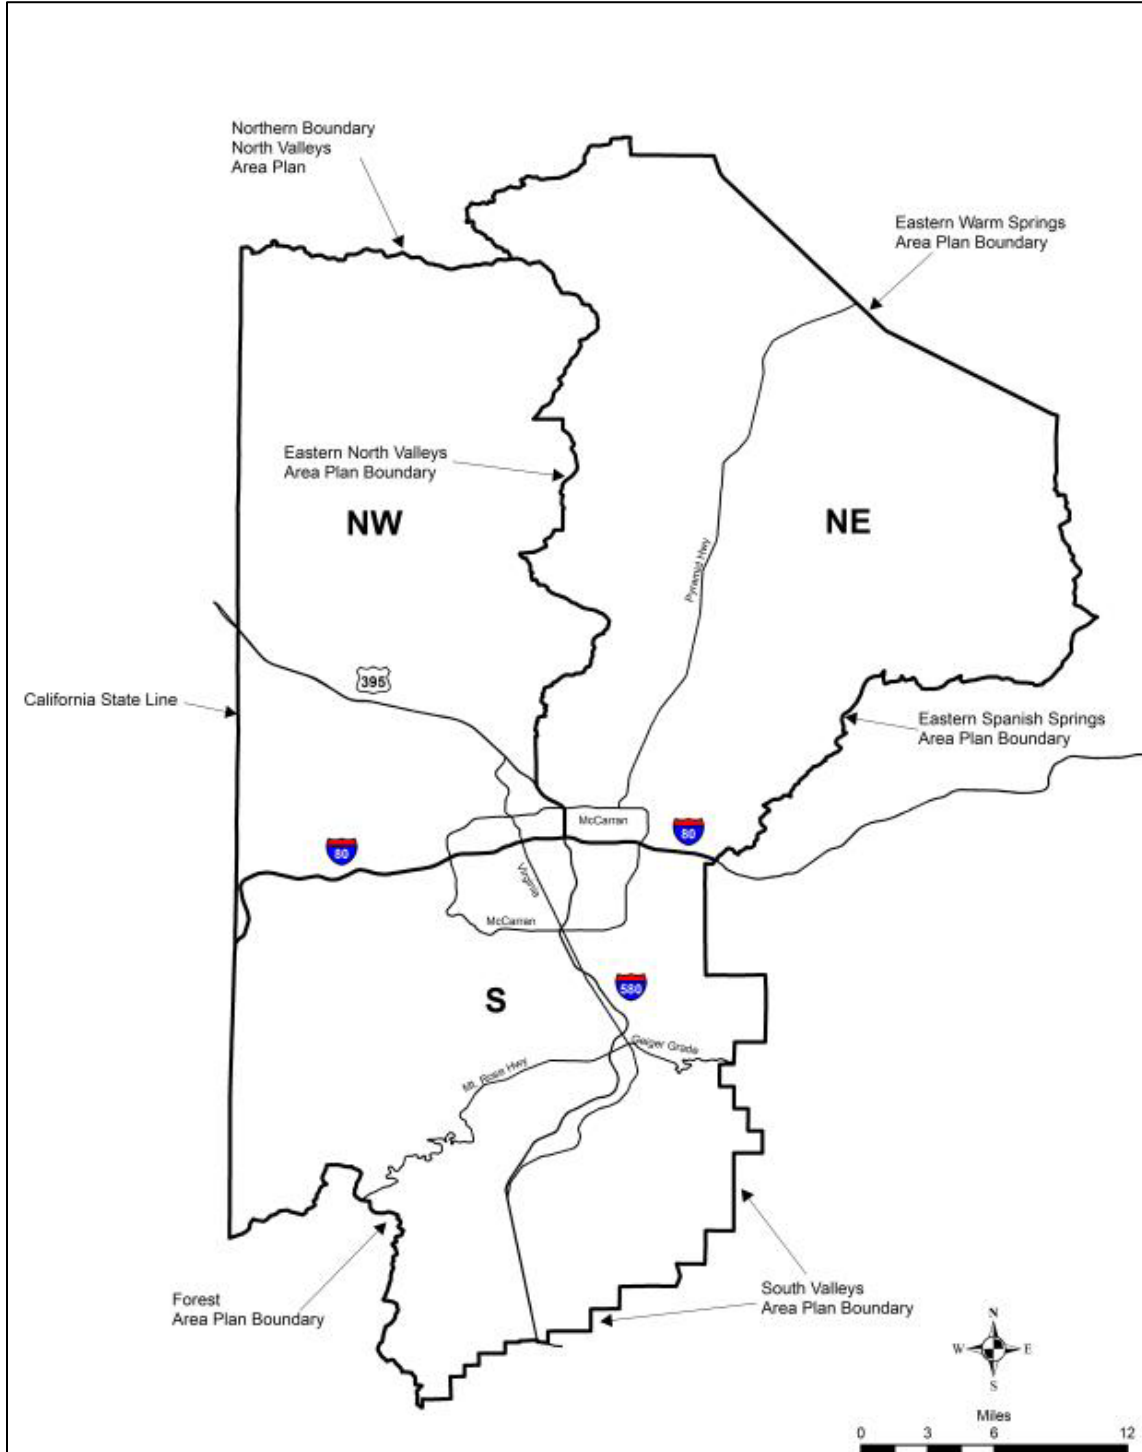 Northern Boundary
North Valleys
Area Plan
Eastern Warm Springs
Area Plan Boundary
Eastern North Valleys
Area Plan Boundary
NW
NE
Pyramid Hwy
395
California State Line
Eastern Spanish Springs
Area Plan Boundary
McCarran
80
80
Virginia
McCarran
S
580
Geiger Grade
Mt. Rose Hwy
Forest
Area Plan Boundary
South Valleys
Area Plan Boundary
N
W
E
S
Miles
0 3 6 12